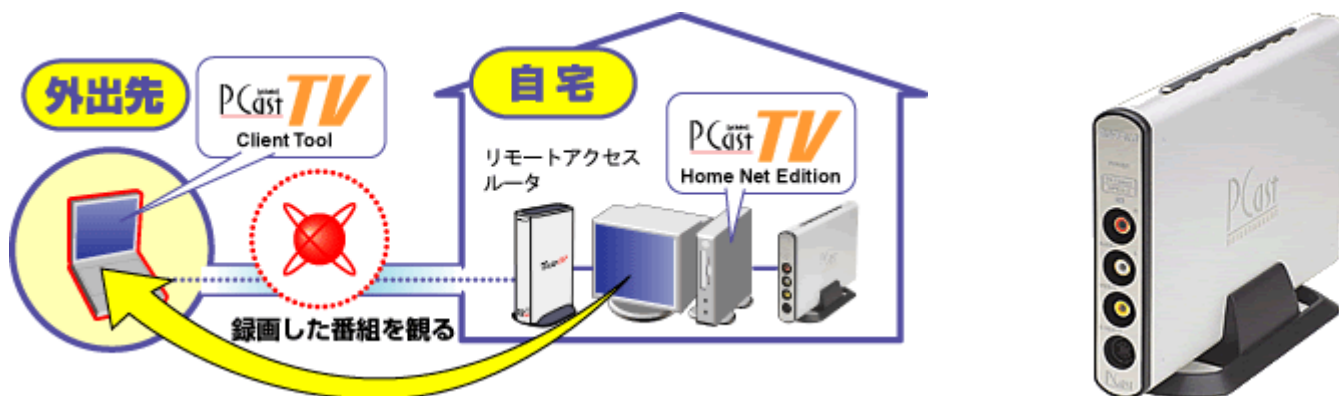 外出先
PCast TV
Client Tool
自宅
PCast TV
Home Net Edition
リモートアクセス
ルータ
録画した番組を観る
PCast
PCast